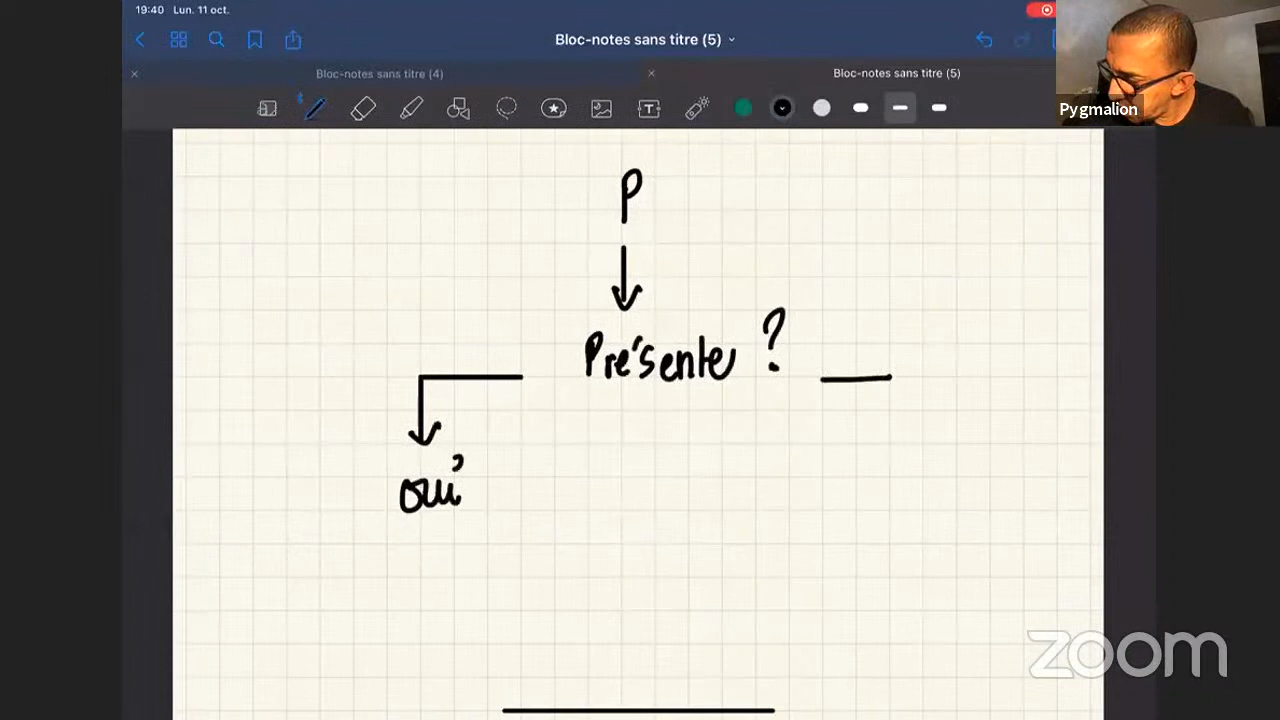 19:40 Lun. 11 oct.
Bloc-notes sans titre (5)
Bloc-notes sans titre (4)
Bloc-notes sans titre (5)
Pygmalion
P
Présente ?
oui
zoom